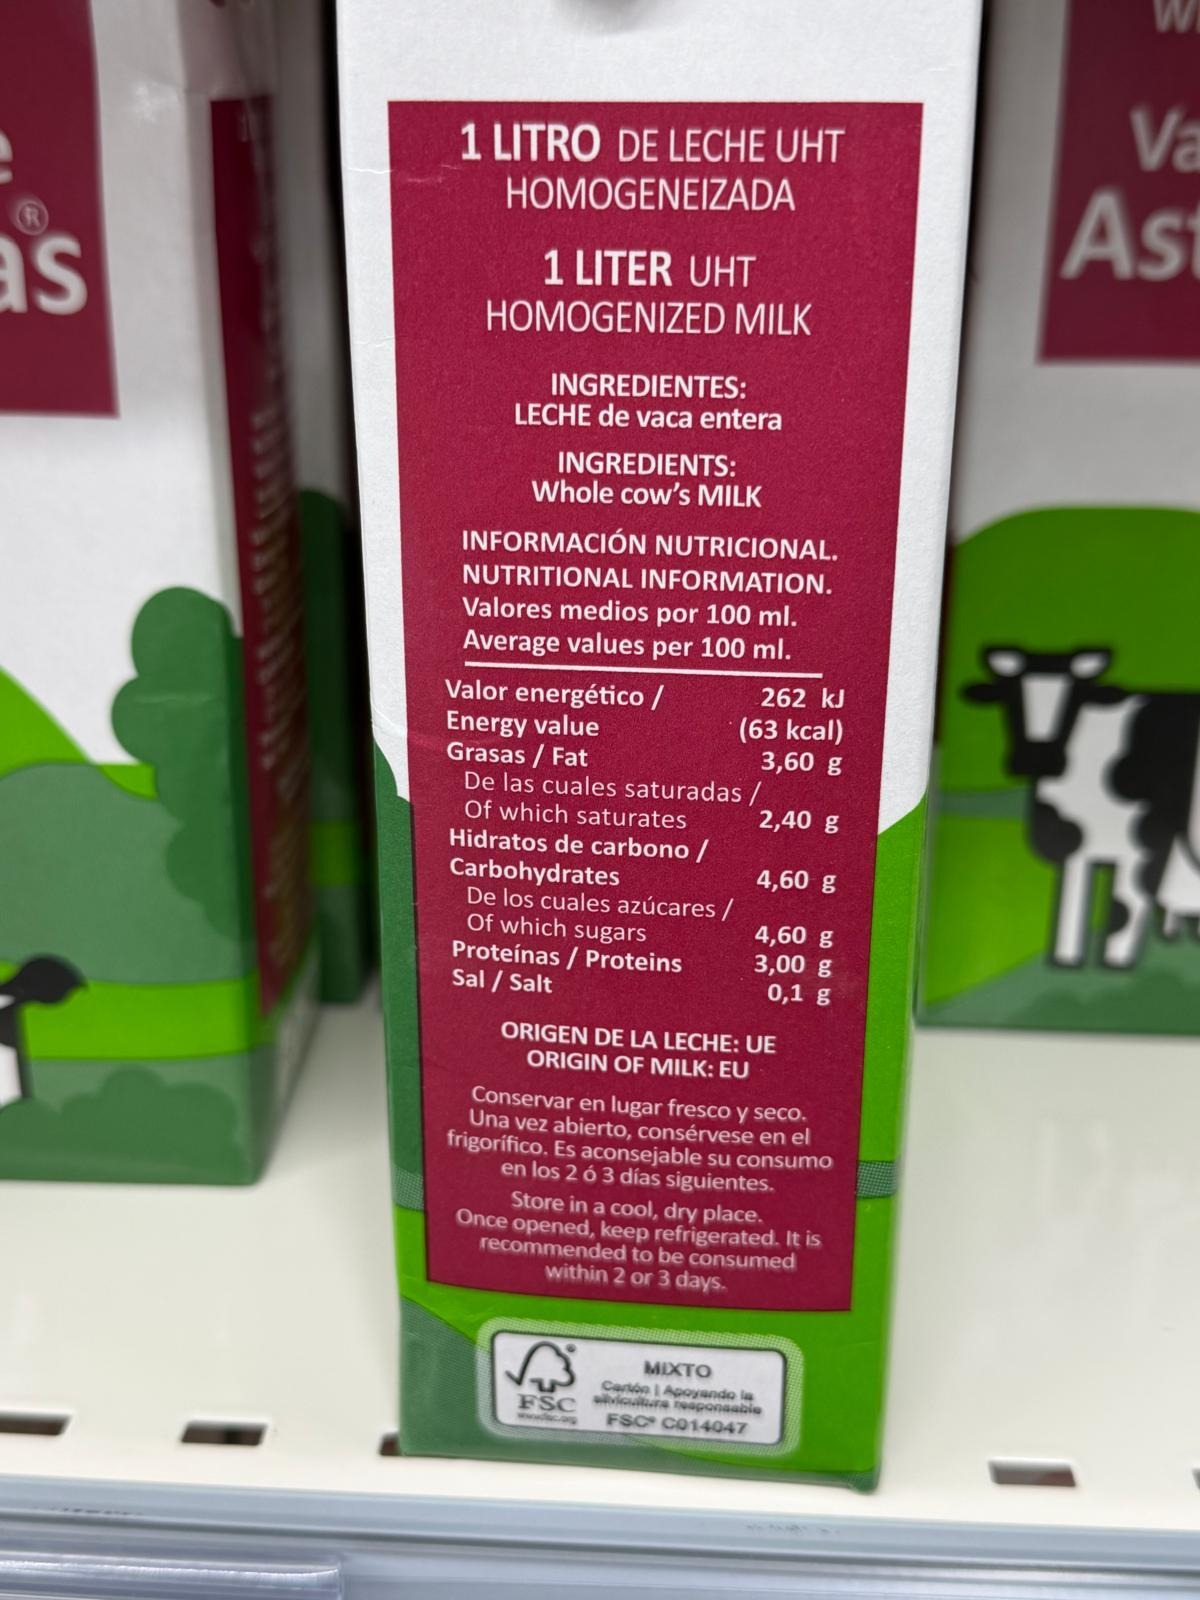 as®
W
Va
Ast
1 LITRO DE LECHE UHT
HOMOGENEIZADA
1 LITER UHT
HOMOGENIZED MILK
INGREDIENTES:
LECHE de vaca entera
INGREDIENTS:
Whole cow's MILK
INFORMACIÓN NUTRICIONAL.
NUTRITIONAL INFORMATION.
Valores medios por 100 ml.
Average values per 100 ml.
Valor energético / 262 kJ
Energy value (63 kcal)
Grasas / Fat 3,60 g
De las cuales saturadas /
Of which saturates 2,40 g
Hidratos de carbono /
Carbohydrates 4,60 g
De los cuales azúcares /
Of which sugars 4,60 g
Proteínas / Proteins 3,00 g
Sal / Salt 0,1 g
ORIGEN DE LA LECHE: UE
ORIGIN OF MILK: EU
Conservar en lugar fresco y seco.
Una vez abierto, consérvese en el
frigorífico. Es aconsejable su consumo
en los 2 ó 3 días siguientes.
Store in a cool, dry place.
Once opened, keep refrigerated. It is
recommended to be consumed
within 2 or 3 days.
FSC
www.fsc.org
MIXTO
Cartón | Apoyando la
silvicultura responsable
FSC® C014047